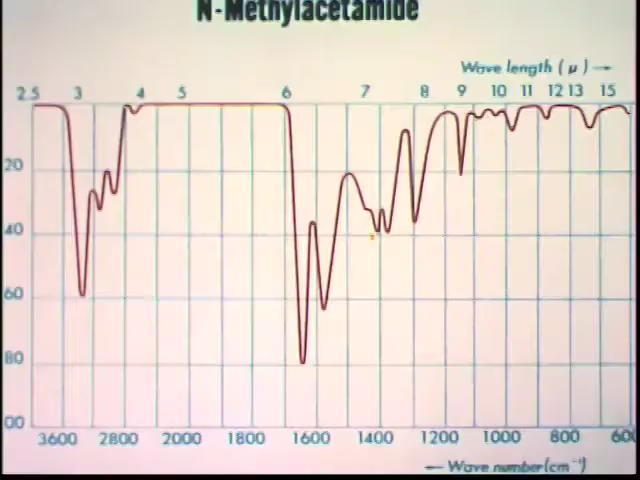 N-Methylacetamide
Wave length ( μ ) →
2.5 3 4 5 6 7 8 9 10 11 12 13 15
20
40
60
80
00
3600 2800 2000 1800 1600 1400 1200 1000 800 600
← Wave number(cm⁻¹)